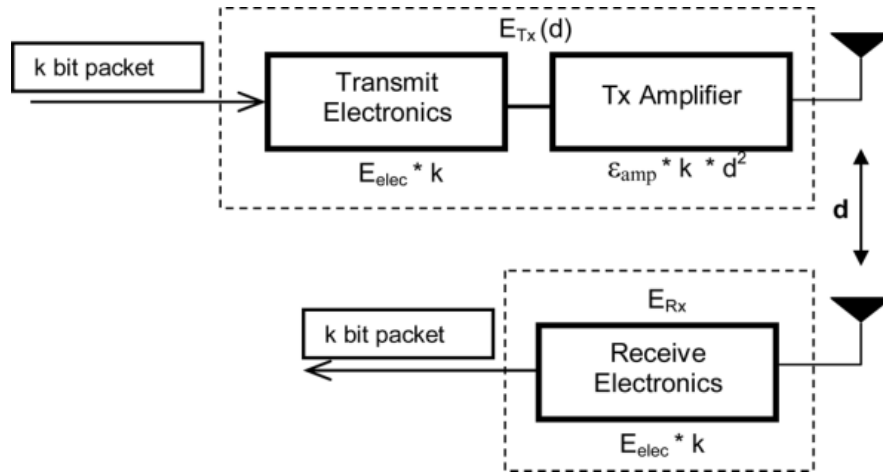 E_Tx (d)
k bit packet
Transmit
Electronics
Tx Amplifier
E_elec * k
ε_amp * k * d²
d
E_Rx
k bit packet
Receive
Electronics
E_elec * k